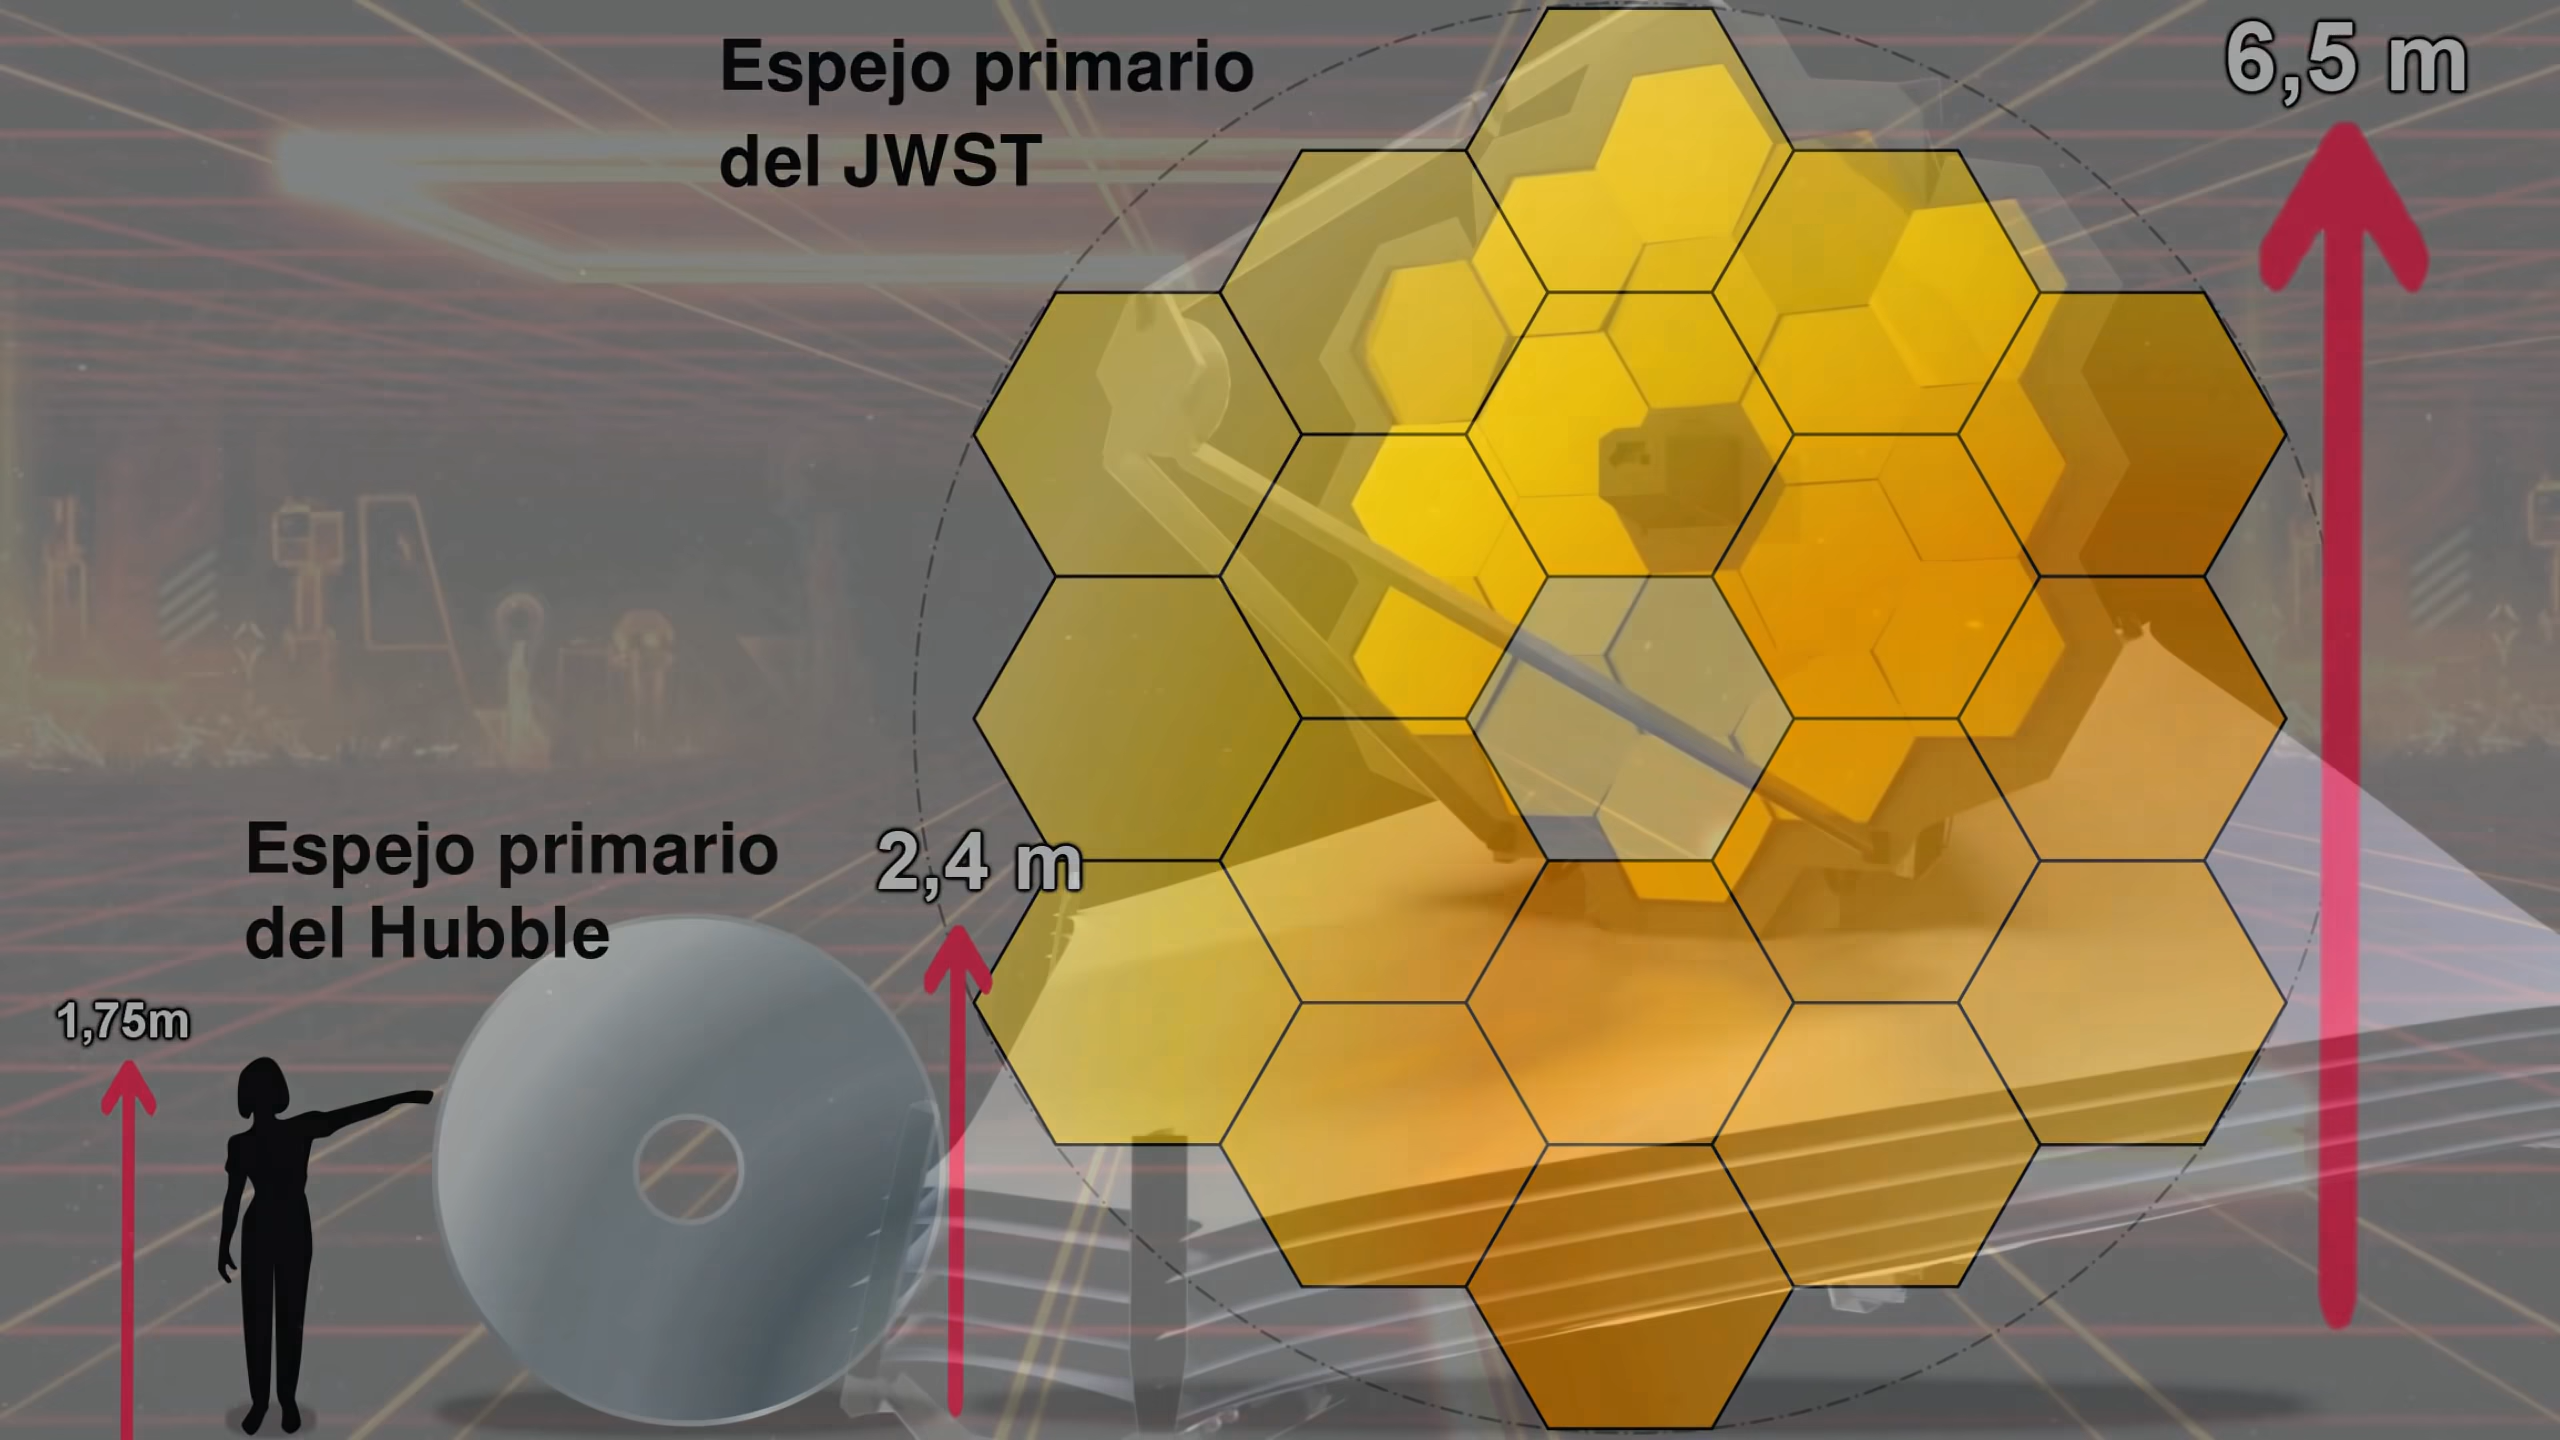 Espejo primario
del JWST
6,5 m
Espejo primario
del Hubble
2,4 m
1,75m